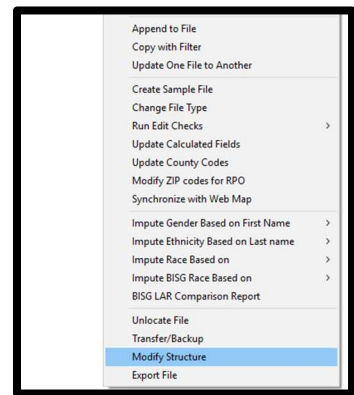 Append to File
Copy with Filter
Update One File to Another
Create Sample File
Change File Type
Run Edit Checks >
Update Calculated Fields
Update County Codes
Modify ZIP codes for RPO
Synchronize with Web Map
Impute Gender Based on First Name >
Impute Ethnicity Based on Last name >
Impute Race Based on >
Impute BISG Race Based on >
BISG LAR Comparison Report
Unlocate File
Transfer/Backup
Modify Structure
Export File